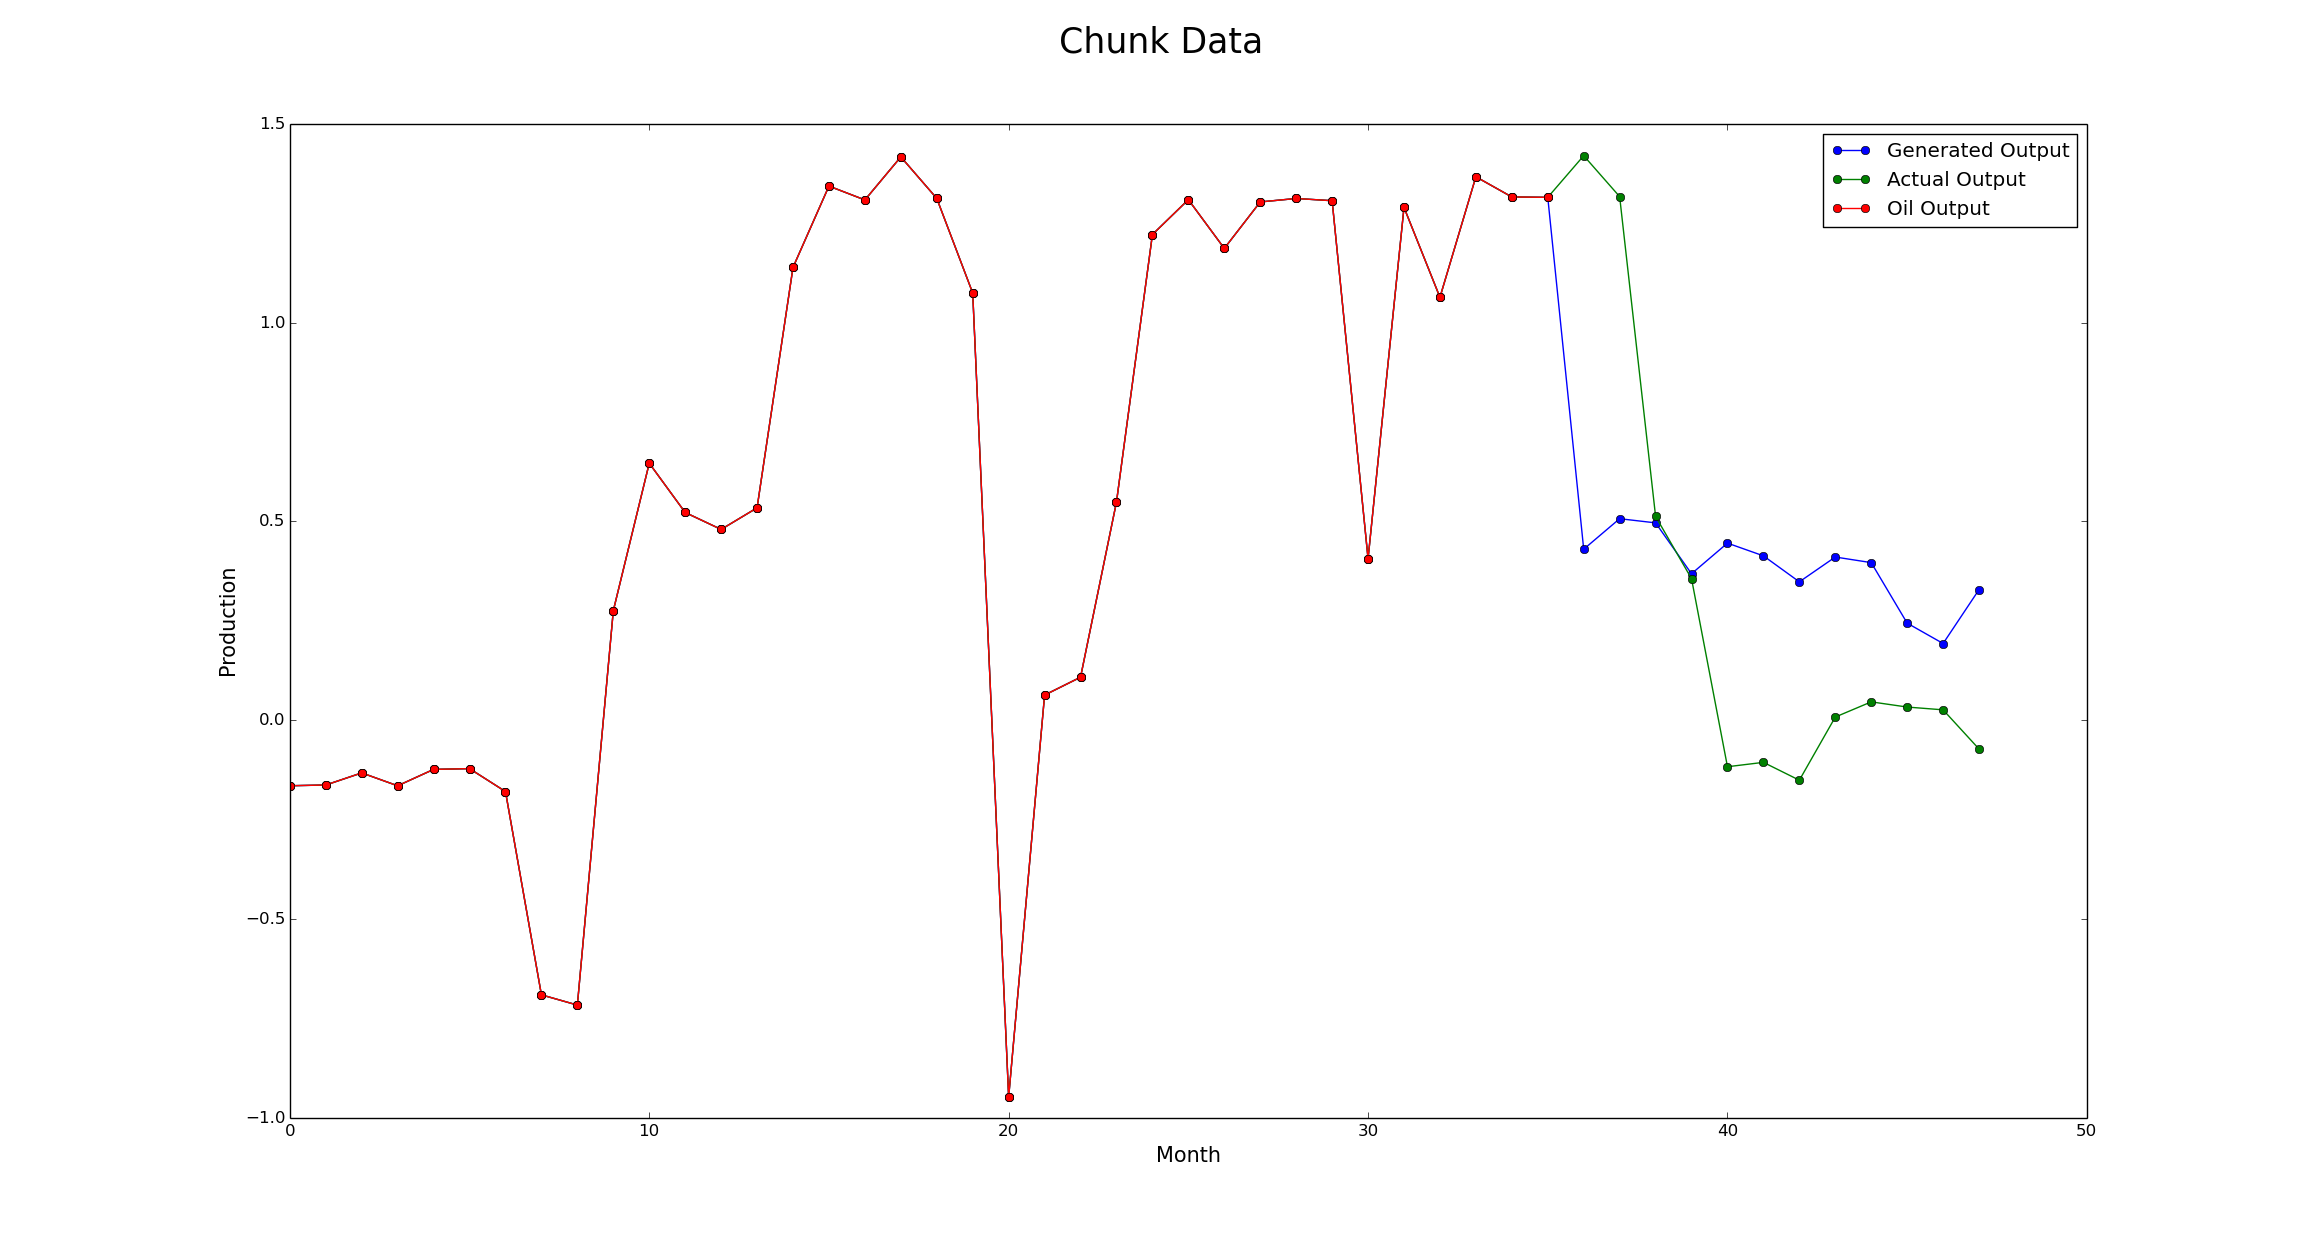 Chunk Data
1.5
1.0
0.5
0.0
−0.5
−1.0
Production
Generated Output
Actual Output
Oil Output
0 10 20 30 40 50
Month